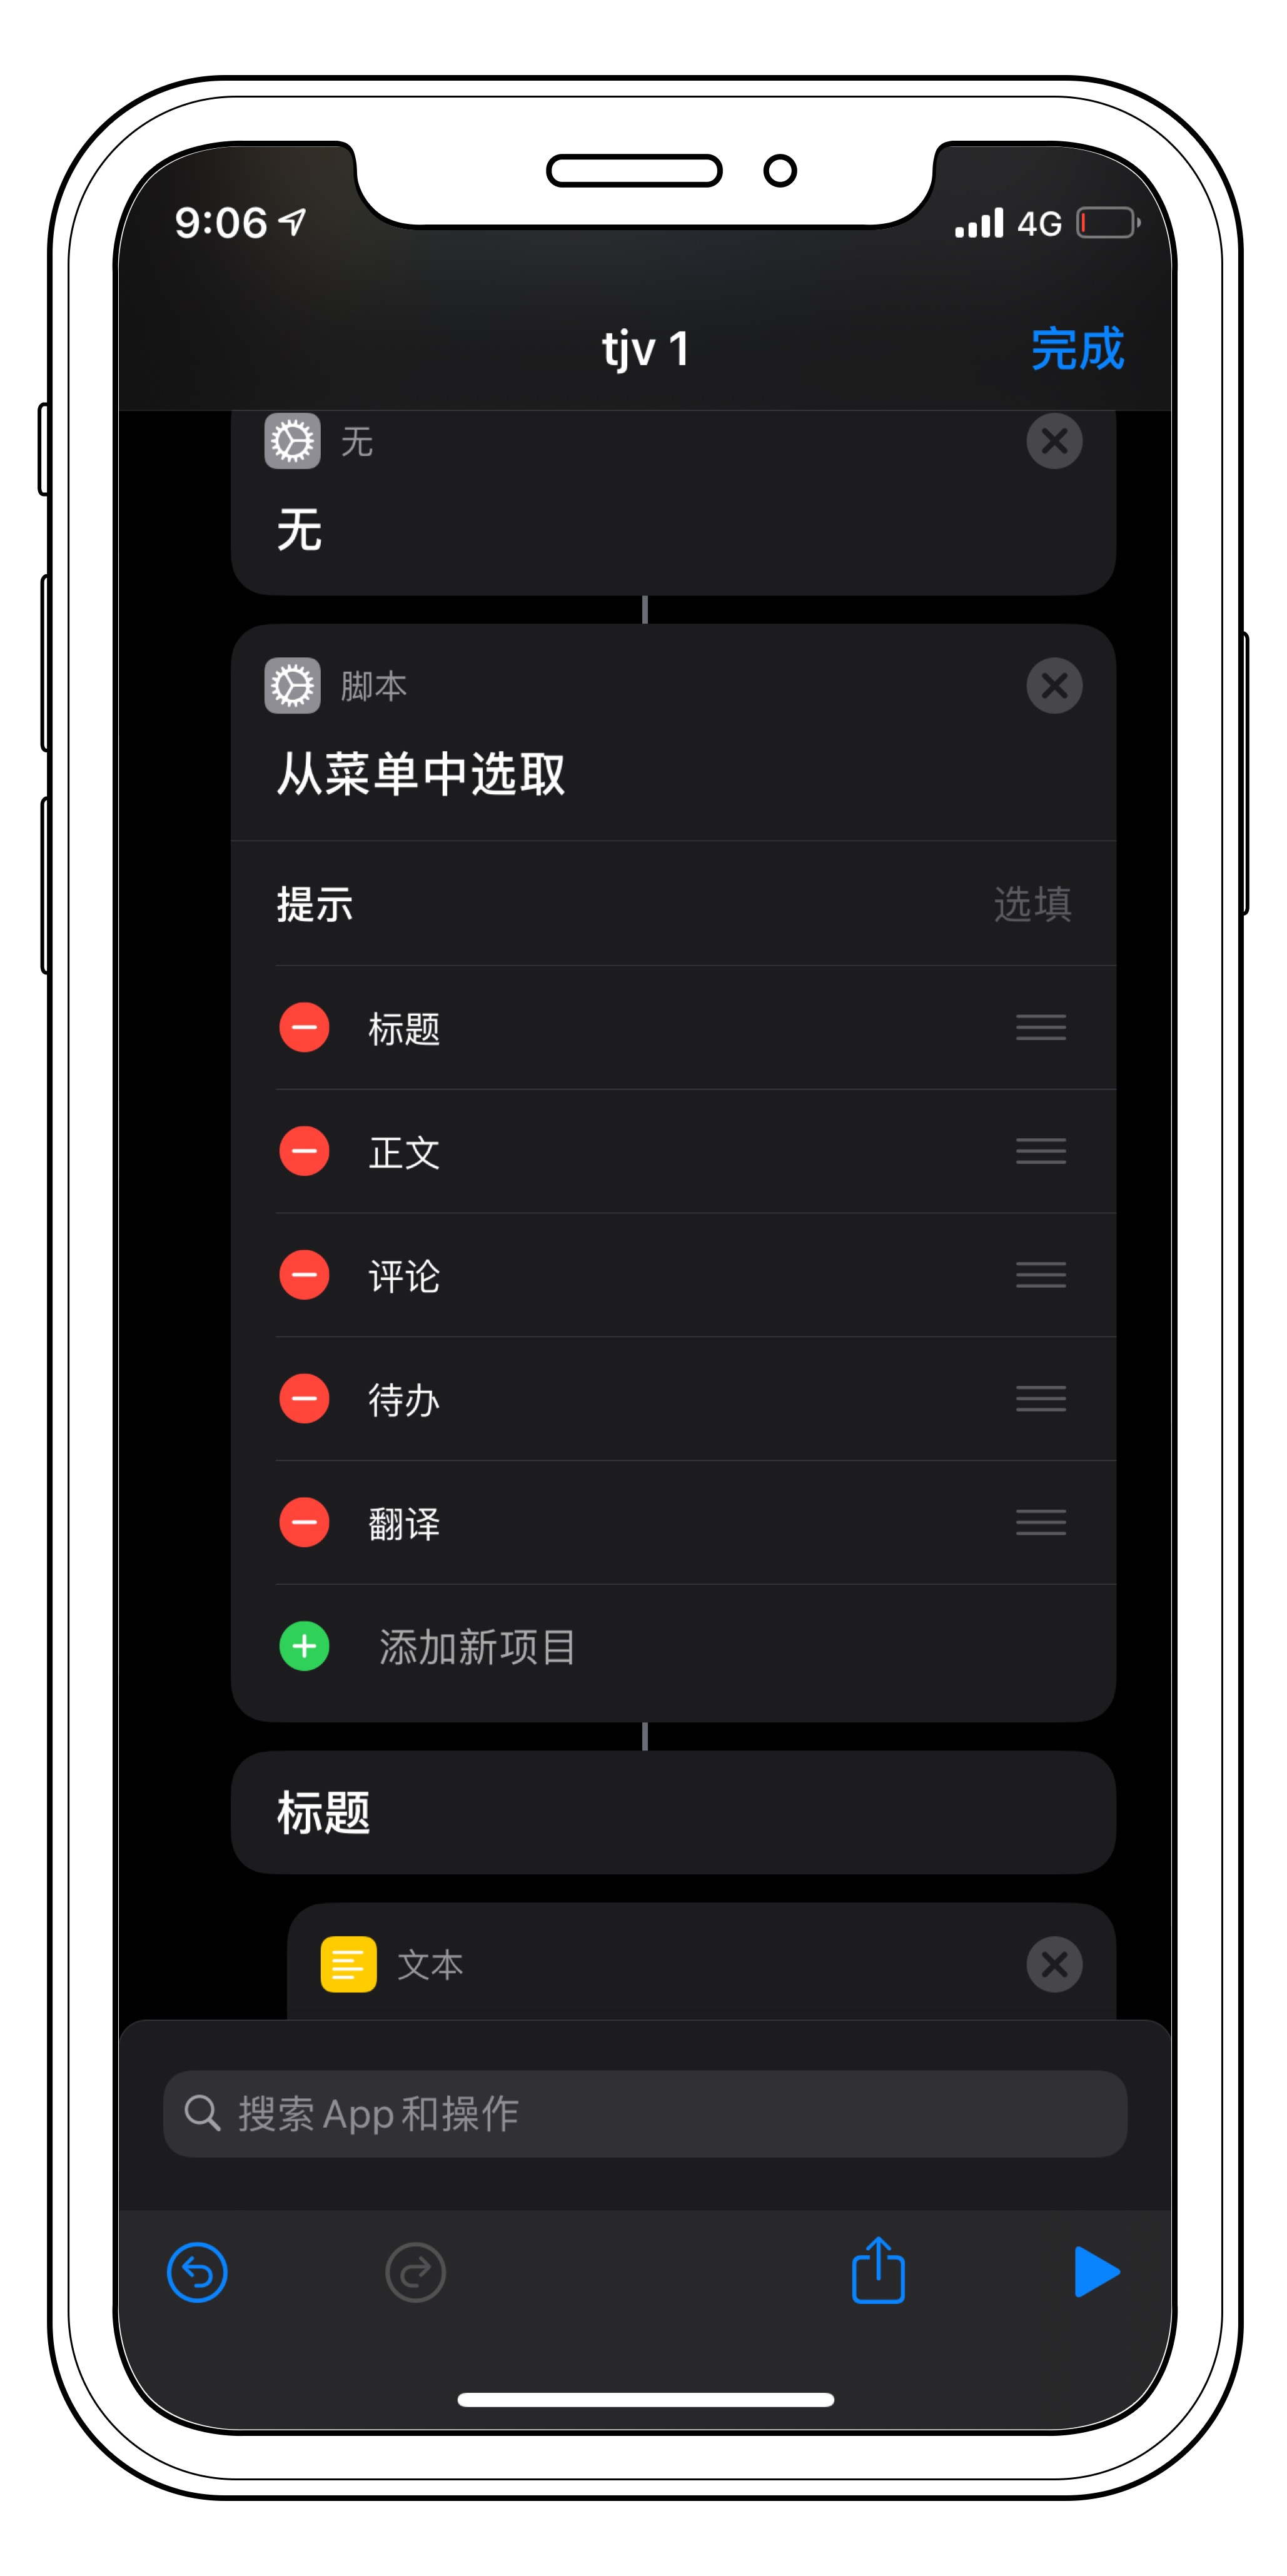 9:06 4G
tjv 1 完成
无
无
脚本
从菜单中选取
提示 选填
标题
正文
评论
待办
翻译
添加新项目
标题
文本
搜索 App 和操作